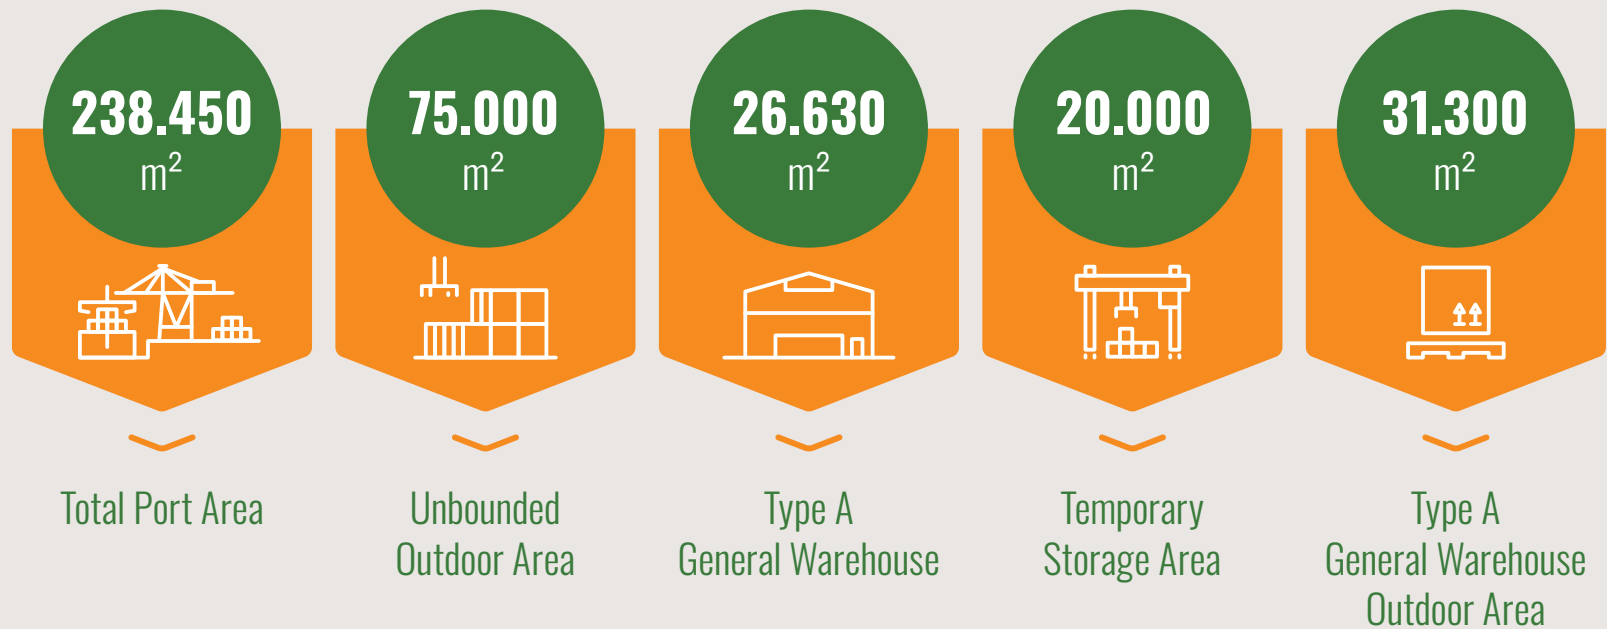 238.450
m²
Total Port Area
75.000
m²
Unbounded
Outdoor Area
26.630
m²
Type A
General Warehouse
20.000
m²
Temporary
Storage Area
31.300
m²
Type A
General Warehouse
Outdoor Area